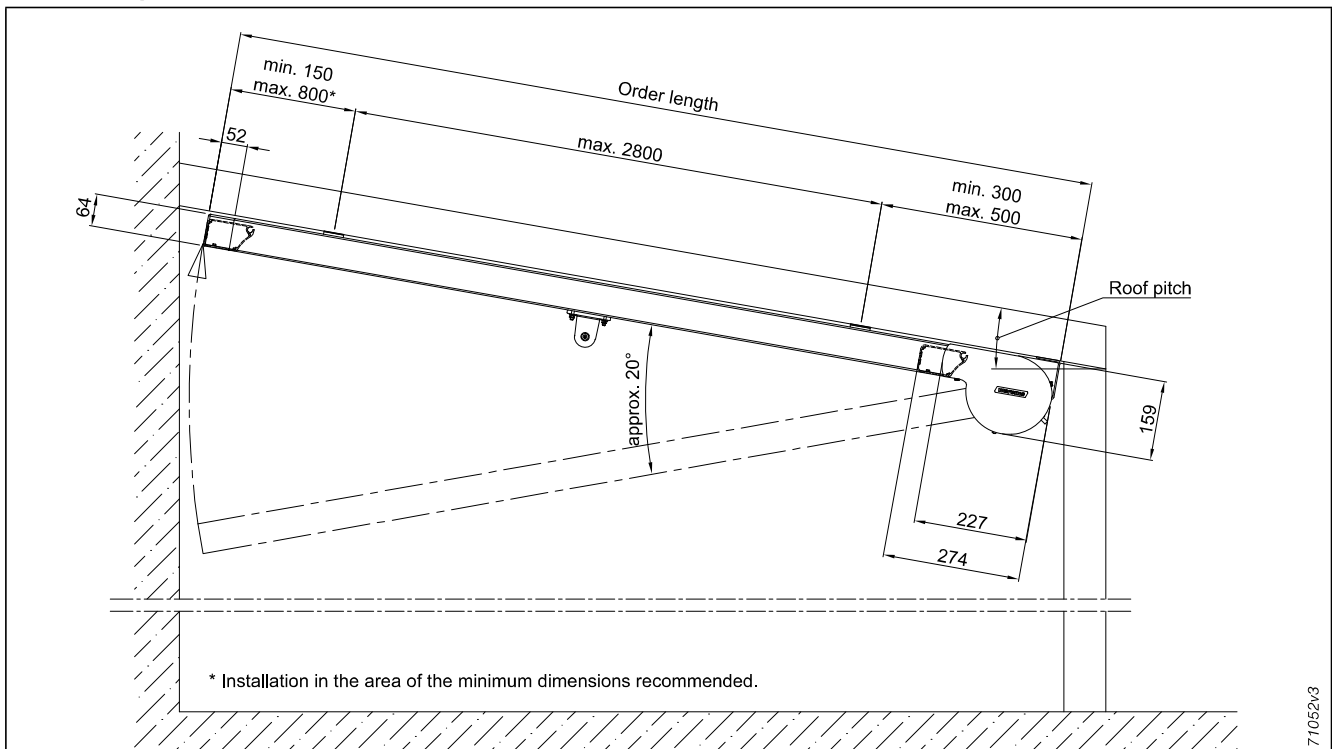 Order length
min. 150
max. 800*
max. 2800
min. 300
max. 500
52
64
Roof pitch
approx. 20°
159
227
274
* Installation in the area of the minimum dimensions recommended.
71052v3